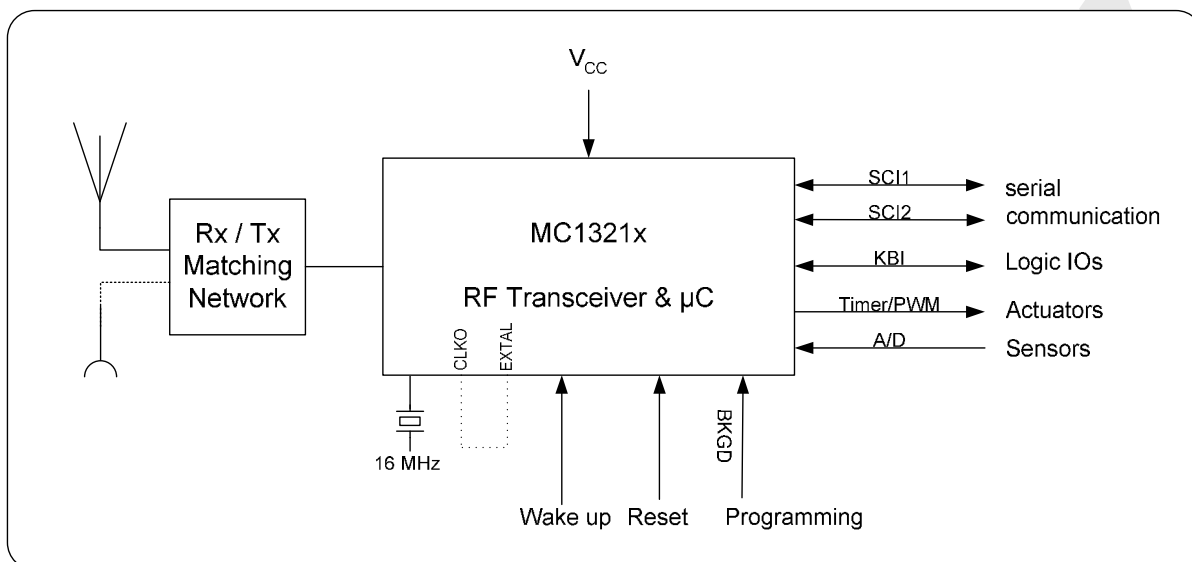 VCC
Rx / Tx
Matching
Network
MC1321x
RF Transceiver & µC
CLKO
EXTAL
16 MHz
SCI1
SCI2
serial
communication
KBI
Logic IOs
Timer/PWM
Actuators
A/D
Sensors
BKGD
Wake up
Reset
Programming